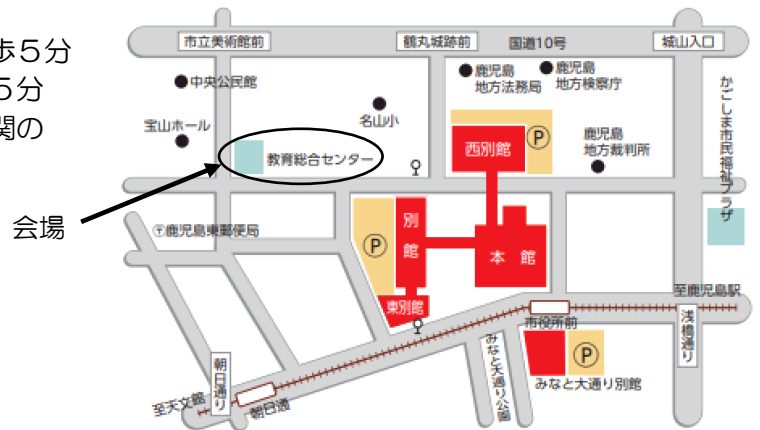 歩５分
５分
関の
会場
市立美術館前
鶴丸城跡前
国道10号
城山入口
中央公民館
鹿児島
地方法務局
鹿児島
地方検察庁
かごしま市民福祉プラザ
宝山ホール
名山小
西別館
P
鹿児島
地方裁判所
教育総合センター
〒鹿児島東郵便局
別館
P
本館
東別館
至鹿児島駅
市役所前
浅橋通り
みなと大通り公園
P
みなと大通り別館
朝日通り
至天文館
朝日通